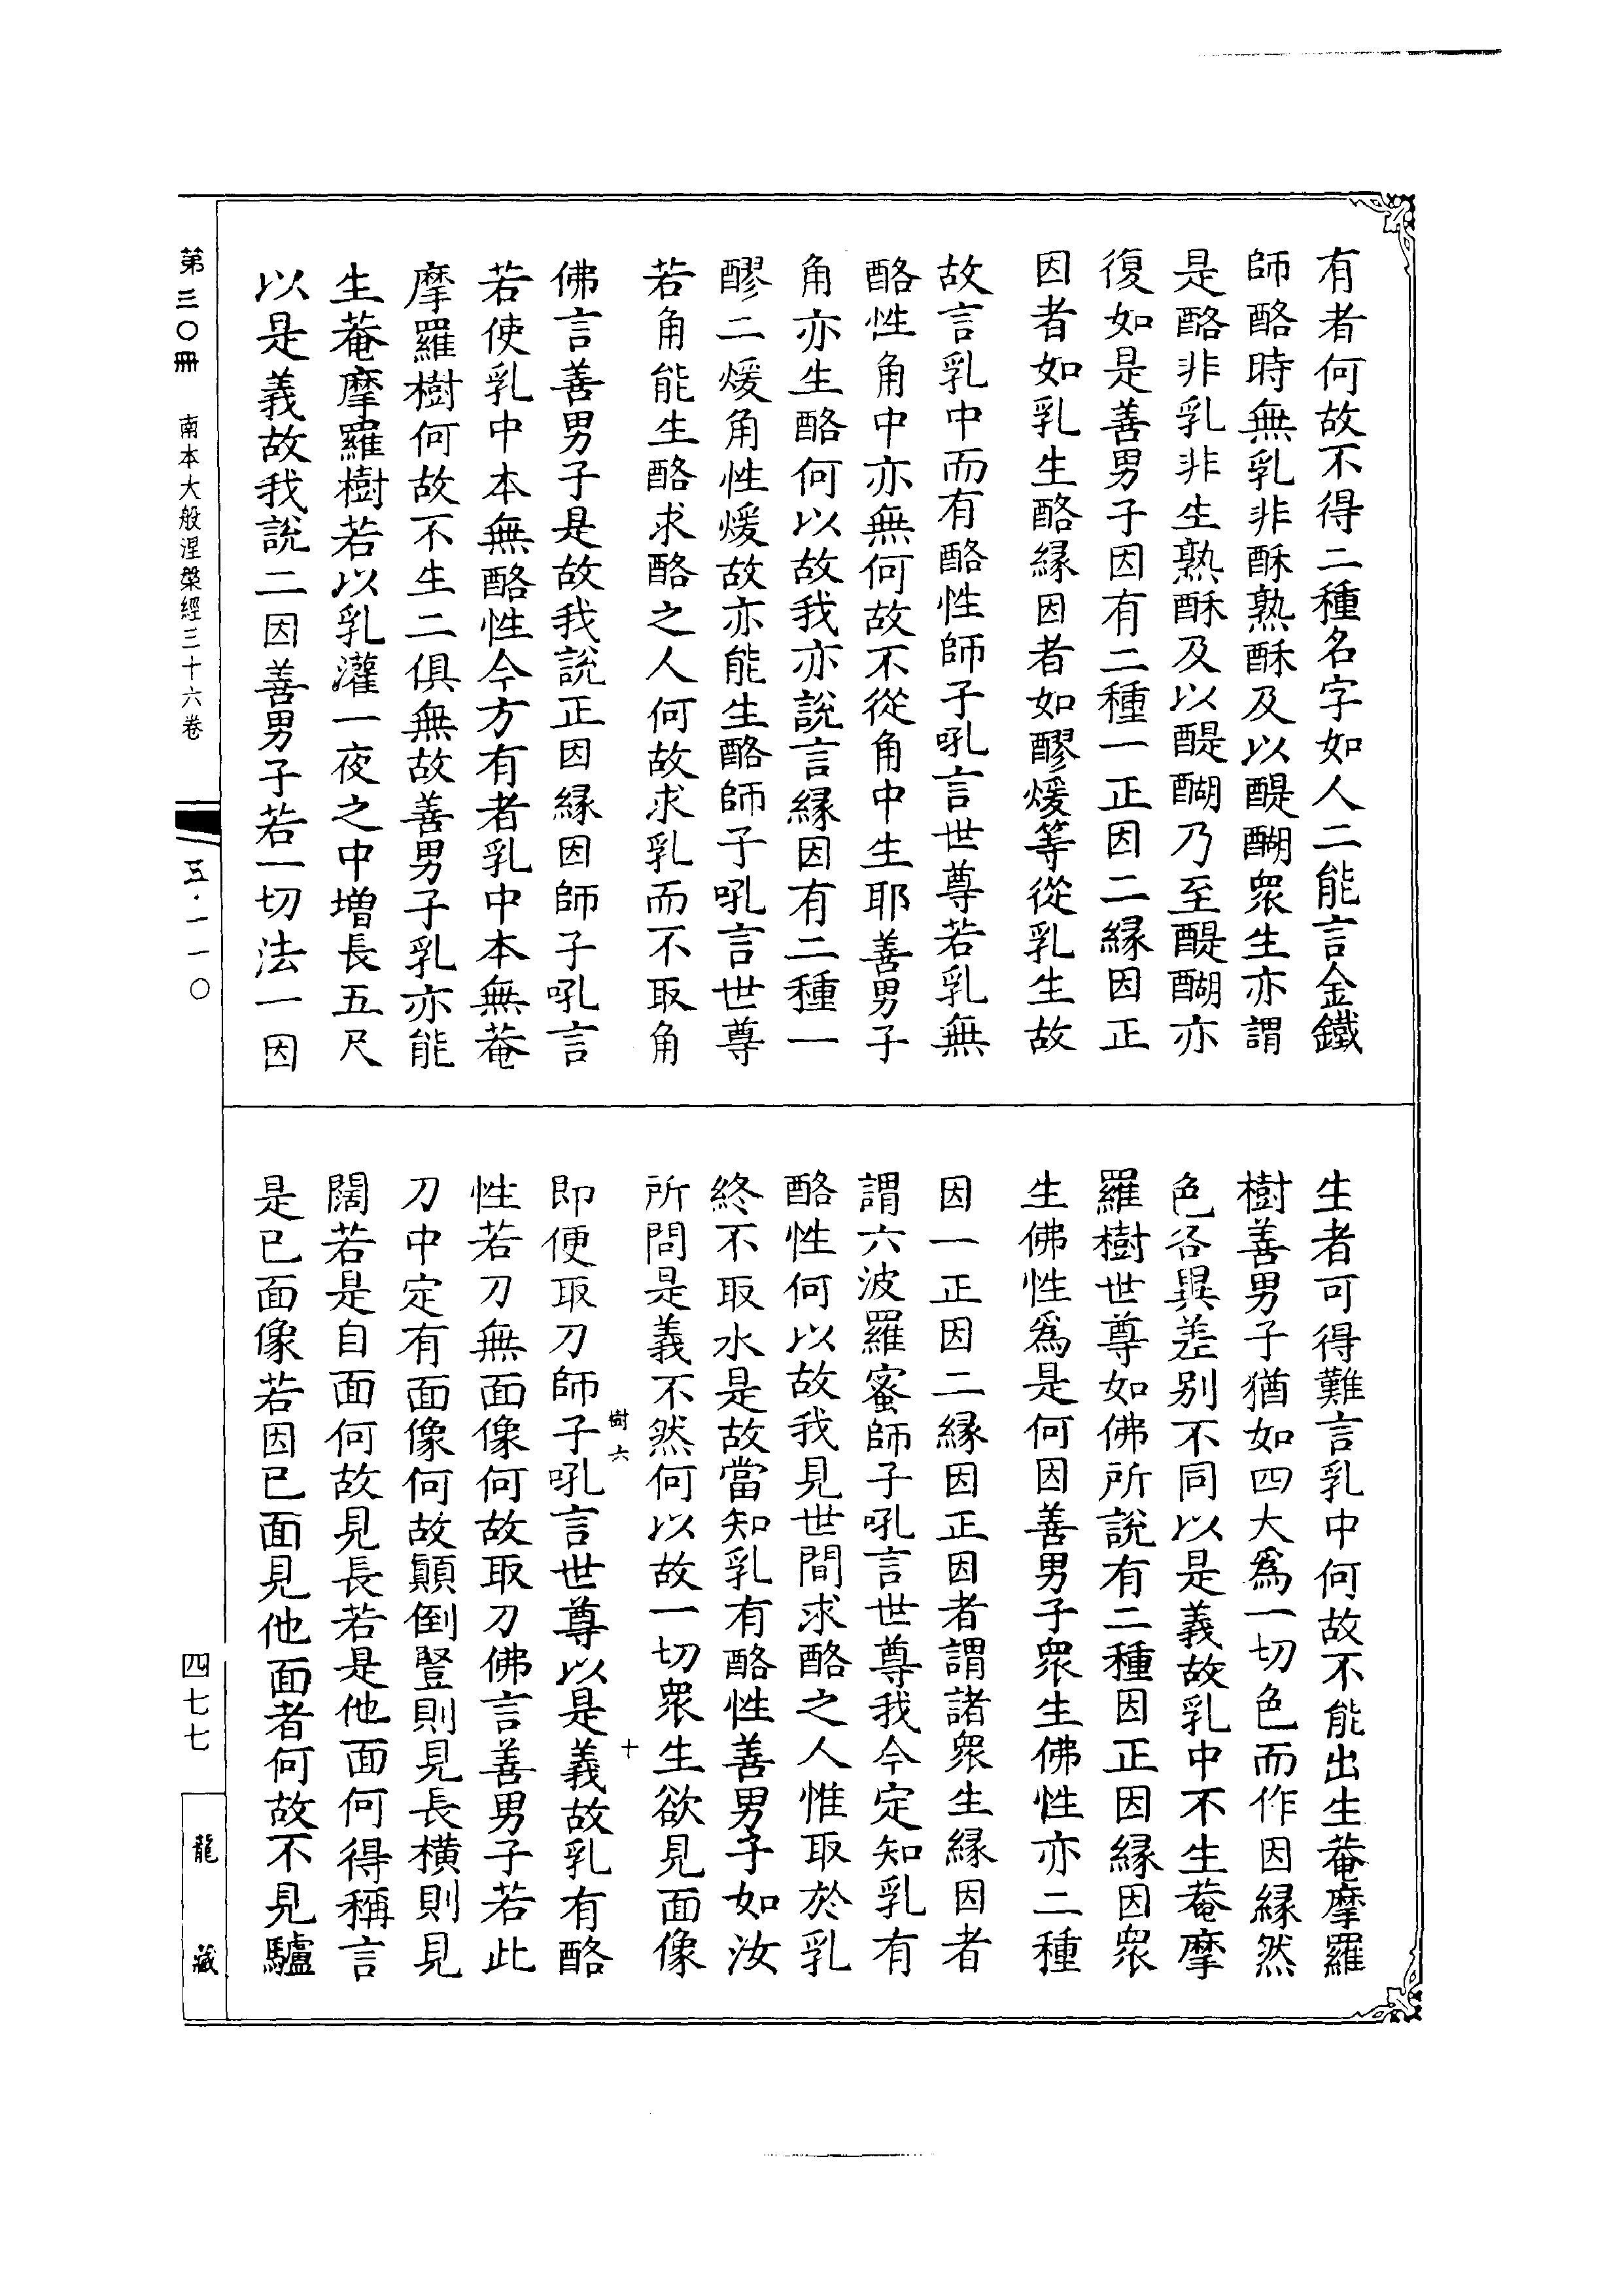 有者何故不得二種名字如人二能言金鐵
師酪時無乳非酥熟酥及以醍醐衆生亦謂
是酪非乳非生熟酥及以醍醐乃至醍醐亦
復如是善男子因有二種一正因二緣因正
因者如乳生酪緣因者如醪煖等從乳生故
故言乳中而有酪性師子吼言世尊若乳無
酪性角中亦無何故不從角中生耶善男子
角亦生酪何以故我亦說言緣因有二種一
醪二煖角性煖故亦能生酪師子吼言世尊
若角能生酪求酪之人何故求乳而不取角
佛言善男子是故我說正因緣因師子吼言
若使乳中本無酪性今方有者乳中本無菴
摩羅樹何故不生二俱無故善男子乳亦能
生菴摩羅樹若以乳灌一夜之中增長五尺
以是義故我說二因善男子若一切法一因
生者可得難言乳中何故不能出生菴摩羅
樹善男子猶如四大爲一切色而作因緣然
色各異差别不同以是義故乳中不生菴摩
羅樹世尊如佛所說有二種因正因緣因衆
生佛性爲是何因善男子衆生佛性亦二種
因一正因二緣因正因者謂諸衆生緣因者
謂六波羅蜜師子吼言世尊我今定知乳有
酪性何以故我見世間求酪之人惟取於乳
終不取水是故當知乳有酪性善男子如汝
所問是義不然何以故一切衆生欲見面像
樹六
十
即便取刀師子吼言世尊以是義故乳有酪
性若刀無面像何故取刀佛言善男子若此
刀中定有面像何故顛倒豎則見長橫則見
闊若是自面何故見長若是他面何得稱言
是已面像若因已面見他面者何故不見驢
第三〇冊 南本大般涅槃經三十六卷
五·一一〇
四七七
龍藏